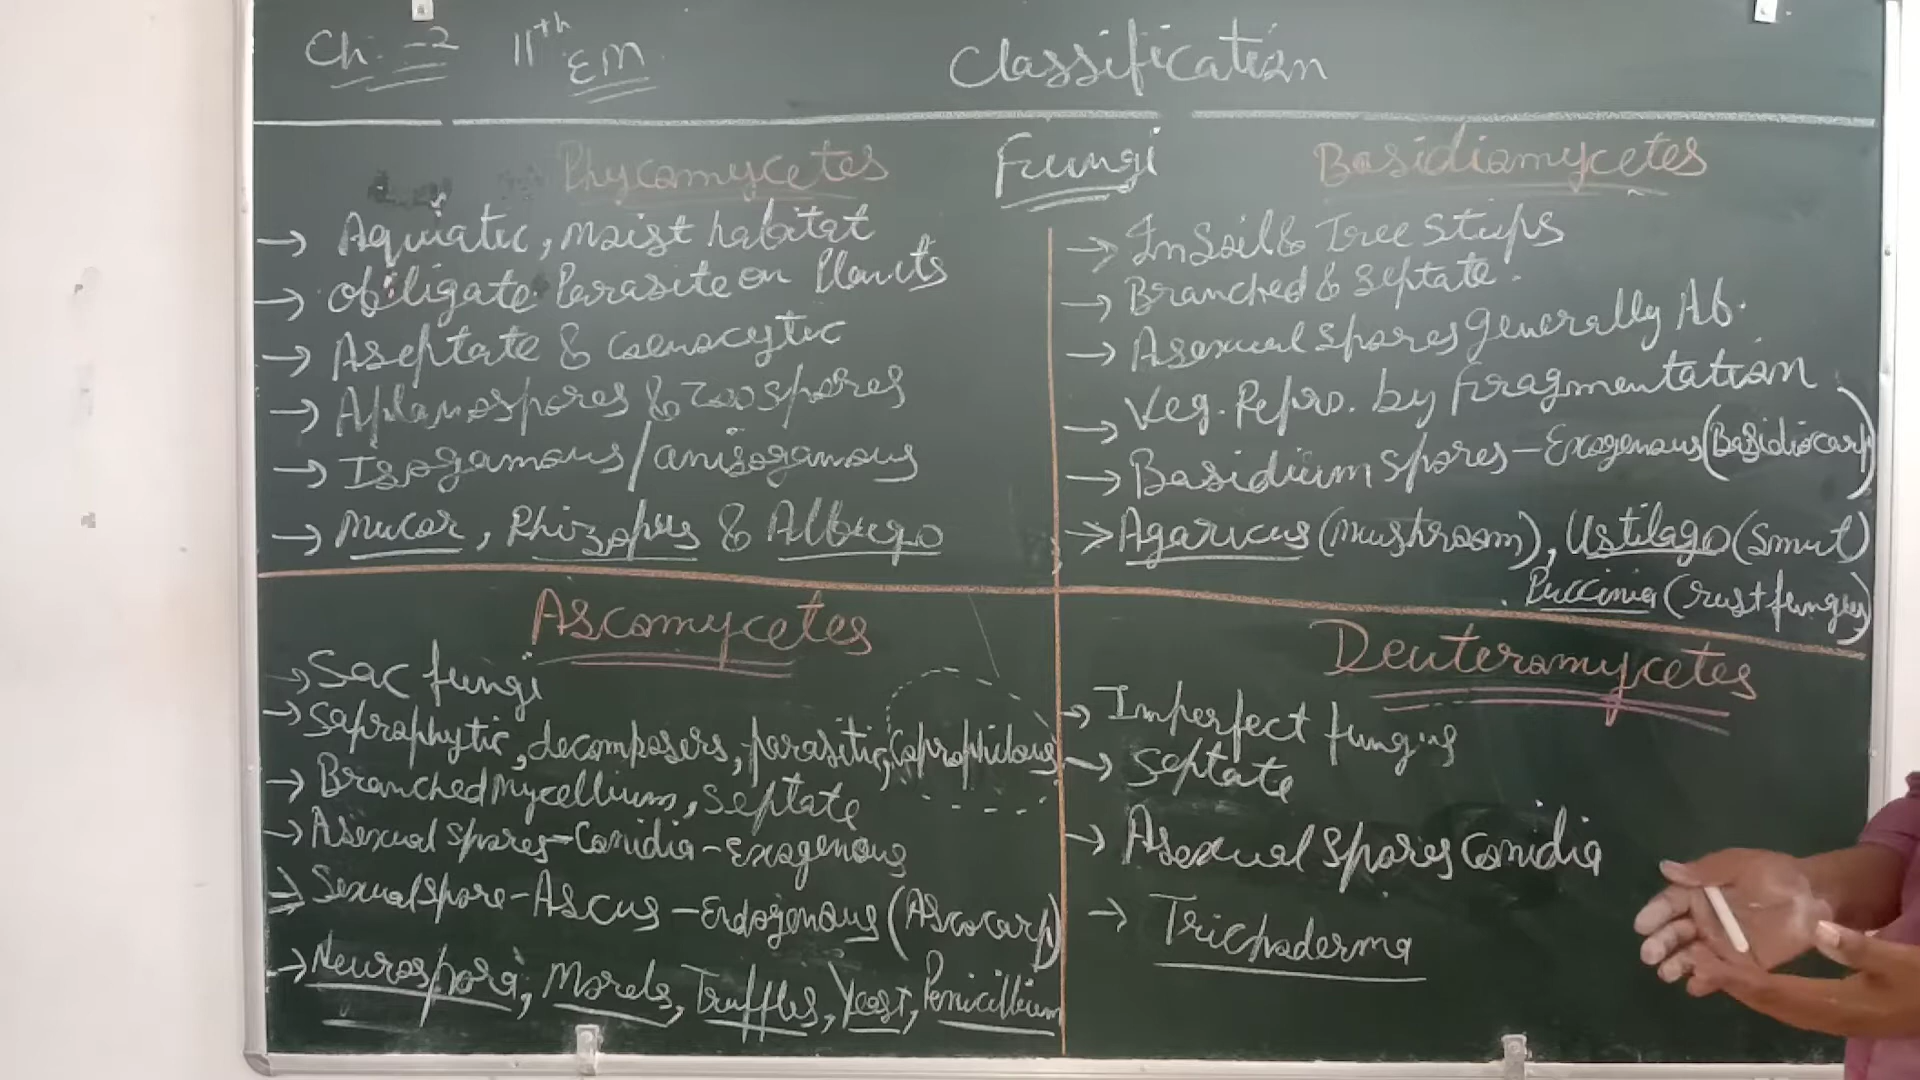 Ch. -2 11th EM
Classification
Fungi
Phycomycetes
→ Aquatic, moist habitat
→ obligate Parasite on Plants
→ Aseptate & coenocytic
→ Aplanospores & zoospores
→ Isogamous/anisogamous
→ Mucor, Rhizopus & Albugo
Basidiomycetes
→ In Soil & Tree Stups
→ Branched & septate.
→ Asexual spores generally Ab.
→ Veg. Repro. by fragmentation
→ Basidium spores - Exogenous (Basidiocarp)
→ Agaricus (mushroom), Ustilago (Smut)
Puccinia (rust fungus)
Ascomycetes
→ Sac fungi
→ Saprophytic, decomposers, parasitic, Coprophilous
→ Branched Mycellium, septate
→ Asexual spores - Conidia - Exogenous
→ Sexual spore - Ascus - Endogenous (Ascocarp)
→ Neurospora, Morels, Truffles, Yeast, Penicillium
Deuteromycetes
→ Imperfect fungus
→ septate
→ Asexual Spores Conidia
→ Trichoderma